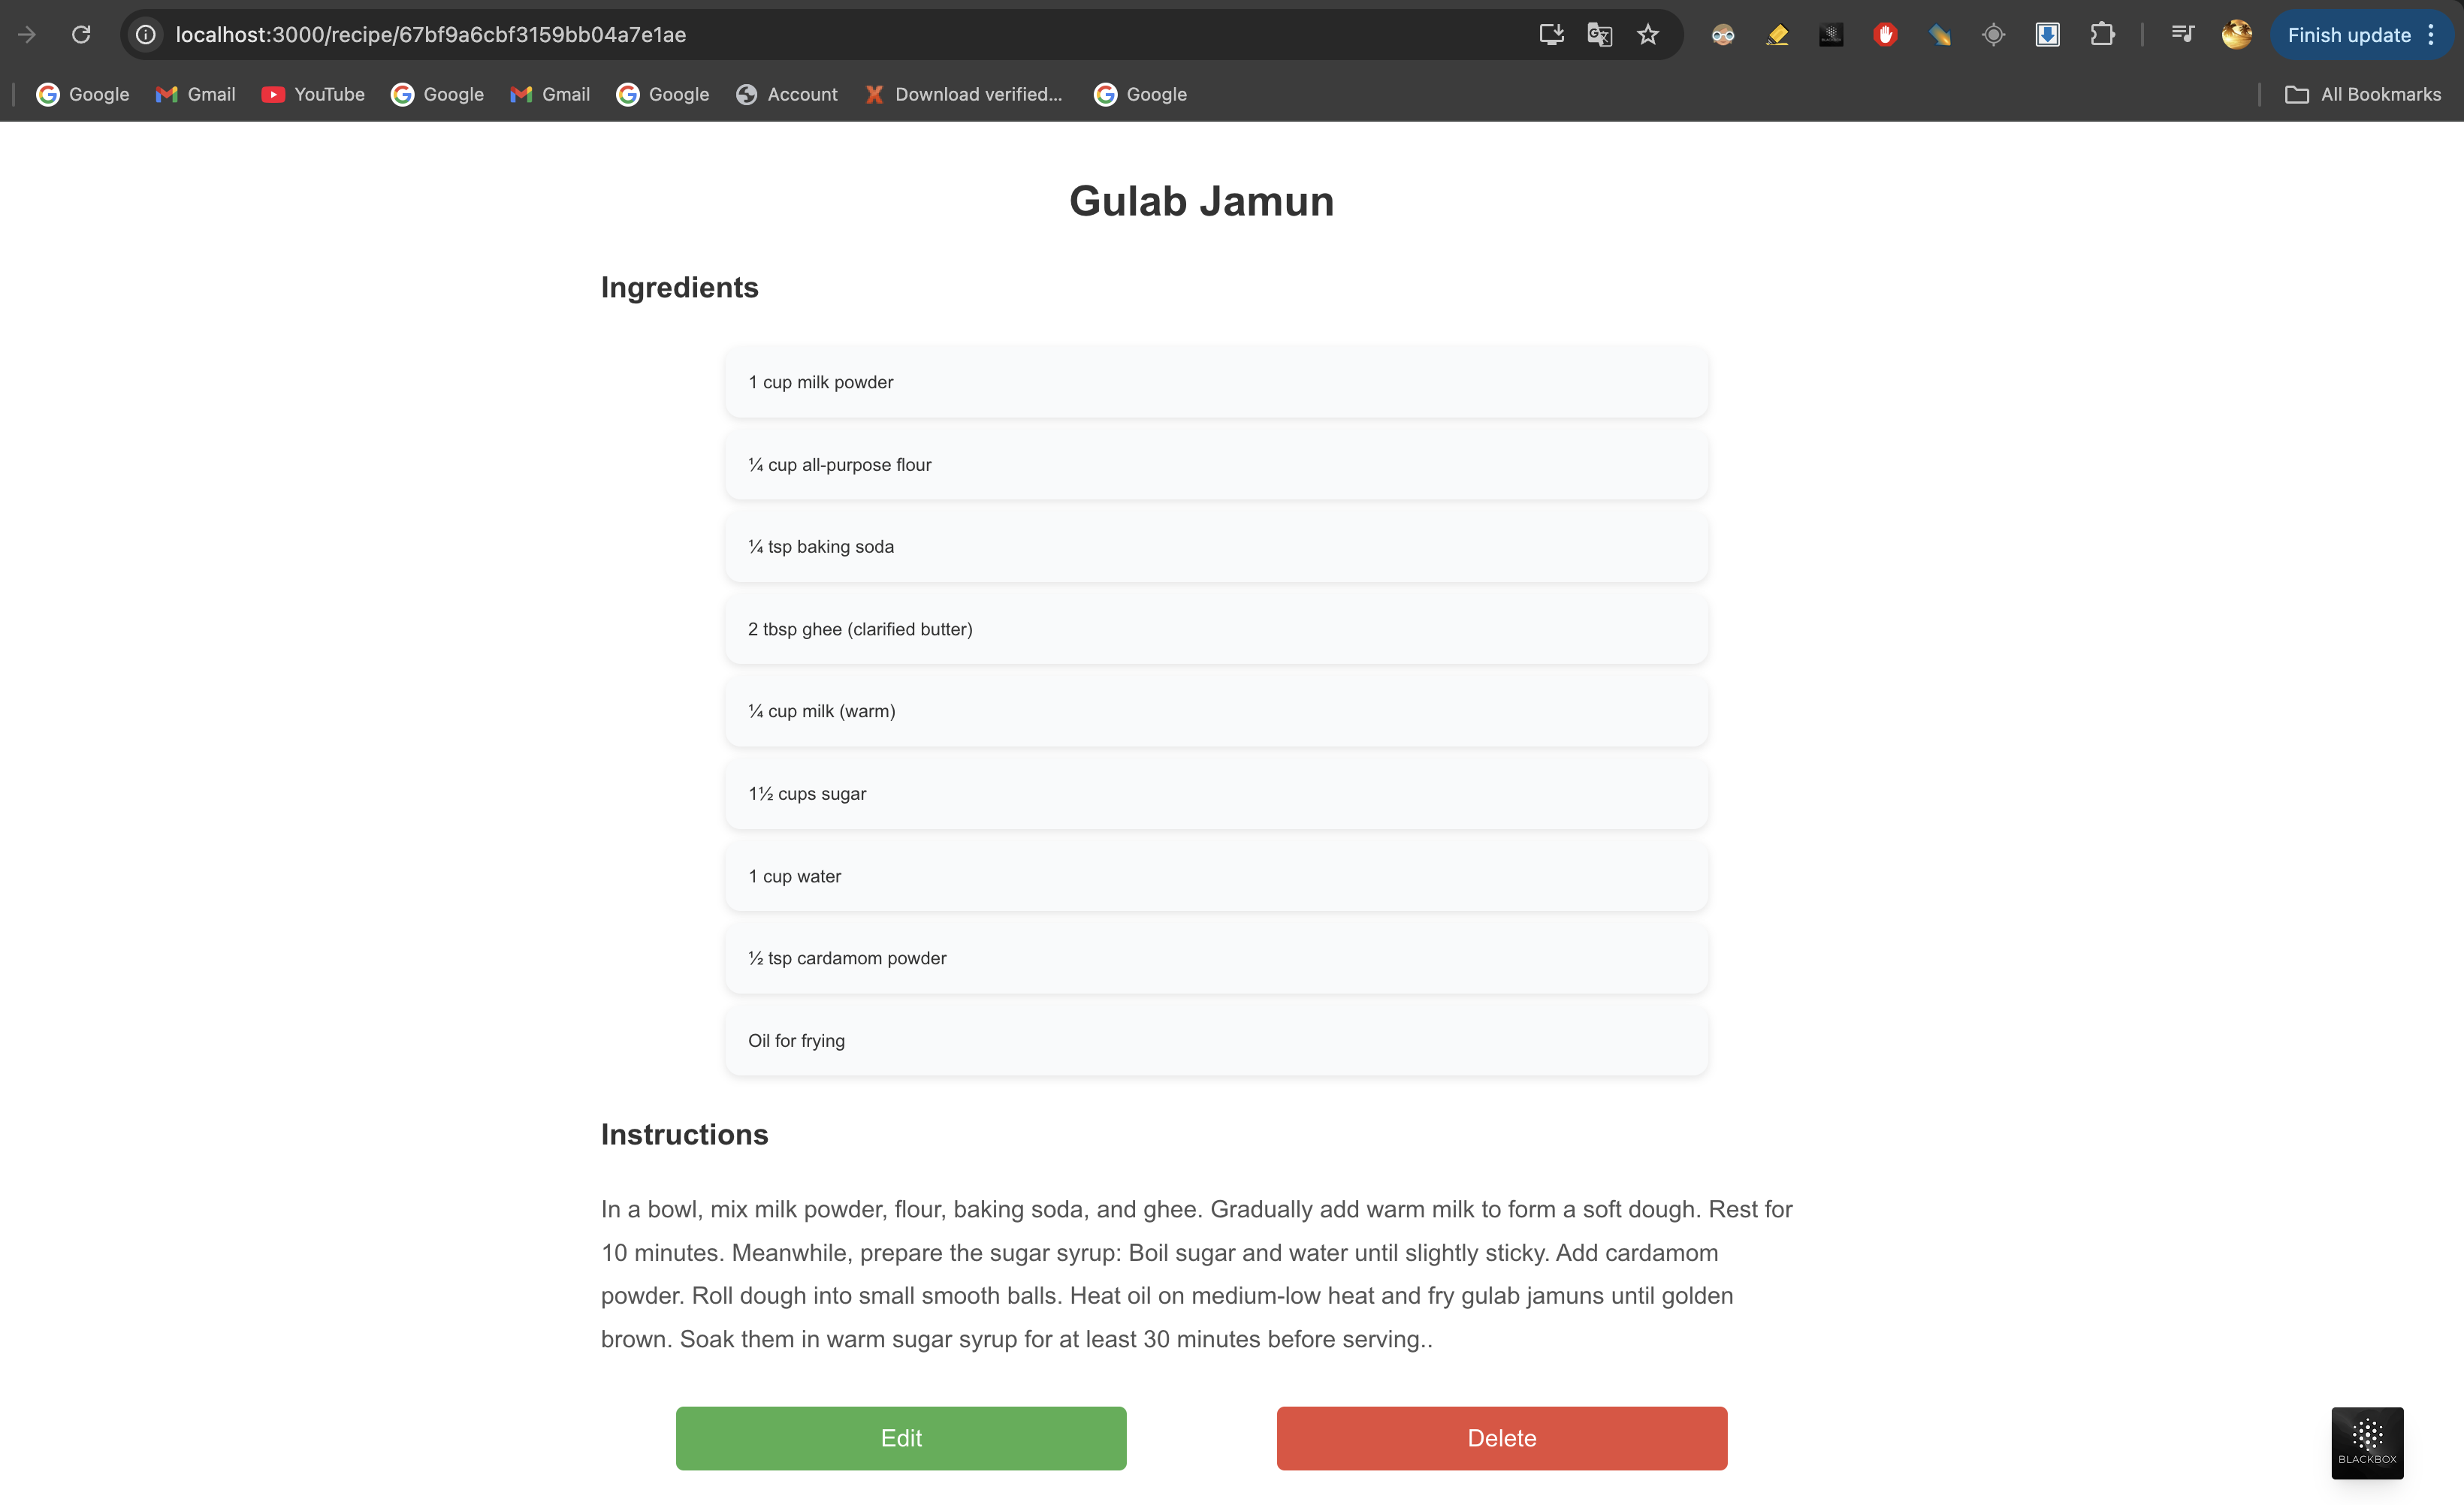 localhost:3000/recipe/67bf9a6cbf3159bb04a7e1ae
Finish update
Google Gmail YouTube Google Gmail Google Account Download verified... Google All Bookmarks
Gulab Jamun
Ingredients
1 cup milk powder
¼ cup all-purpose flour
¼ tsp baking soda
2 tbsp ghee (clarified butter)
¼ cup milk (warm)
1½ cups sugar
1 cup water
½ tsp cardamom powder
Oil for frying
Instructions
In a bowl, mix milk powder, flour, baking soda, and ghee. Gradually add warm milk to form a soft dough. Rest for
10 minutes. Meanwhile, prepare the sugar syrup: Boil sugar and water until slightly sticky. Add cardamom
powder. Roll dough into small smooth balls. Heat oil on medium-low heat and fry gulab jamuns until golden
brown. Soak them in warm sugar syrup for at least 30 minutes before serving..
Edit Delete
BLACKBOX